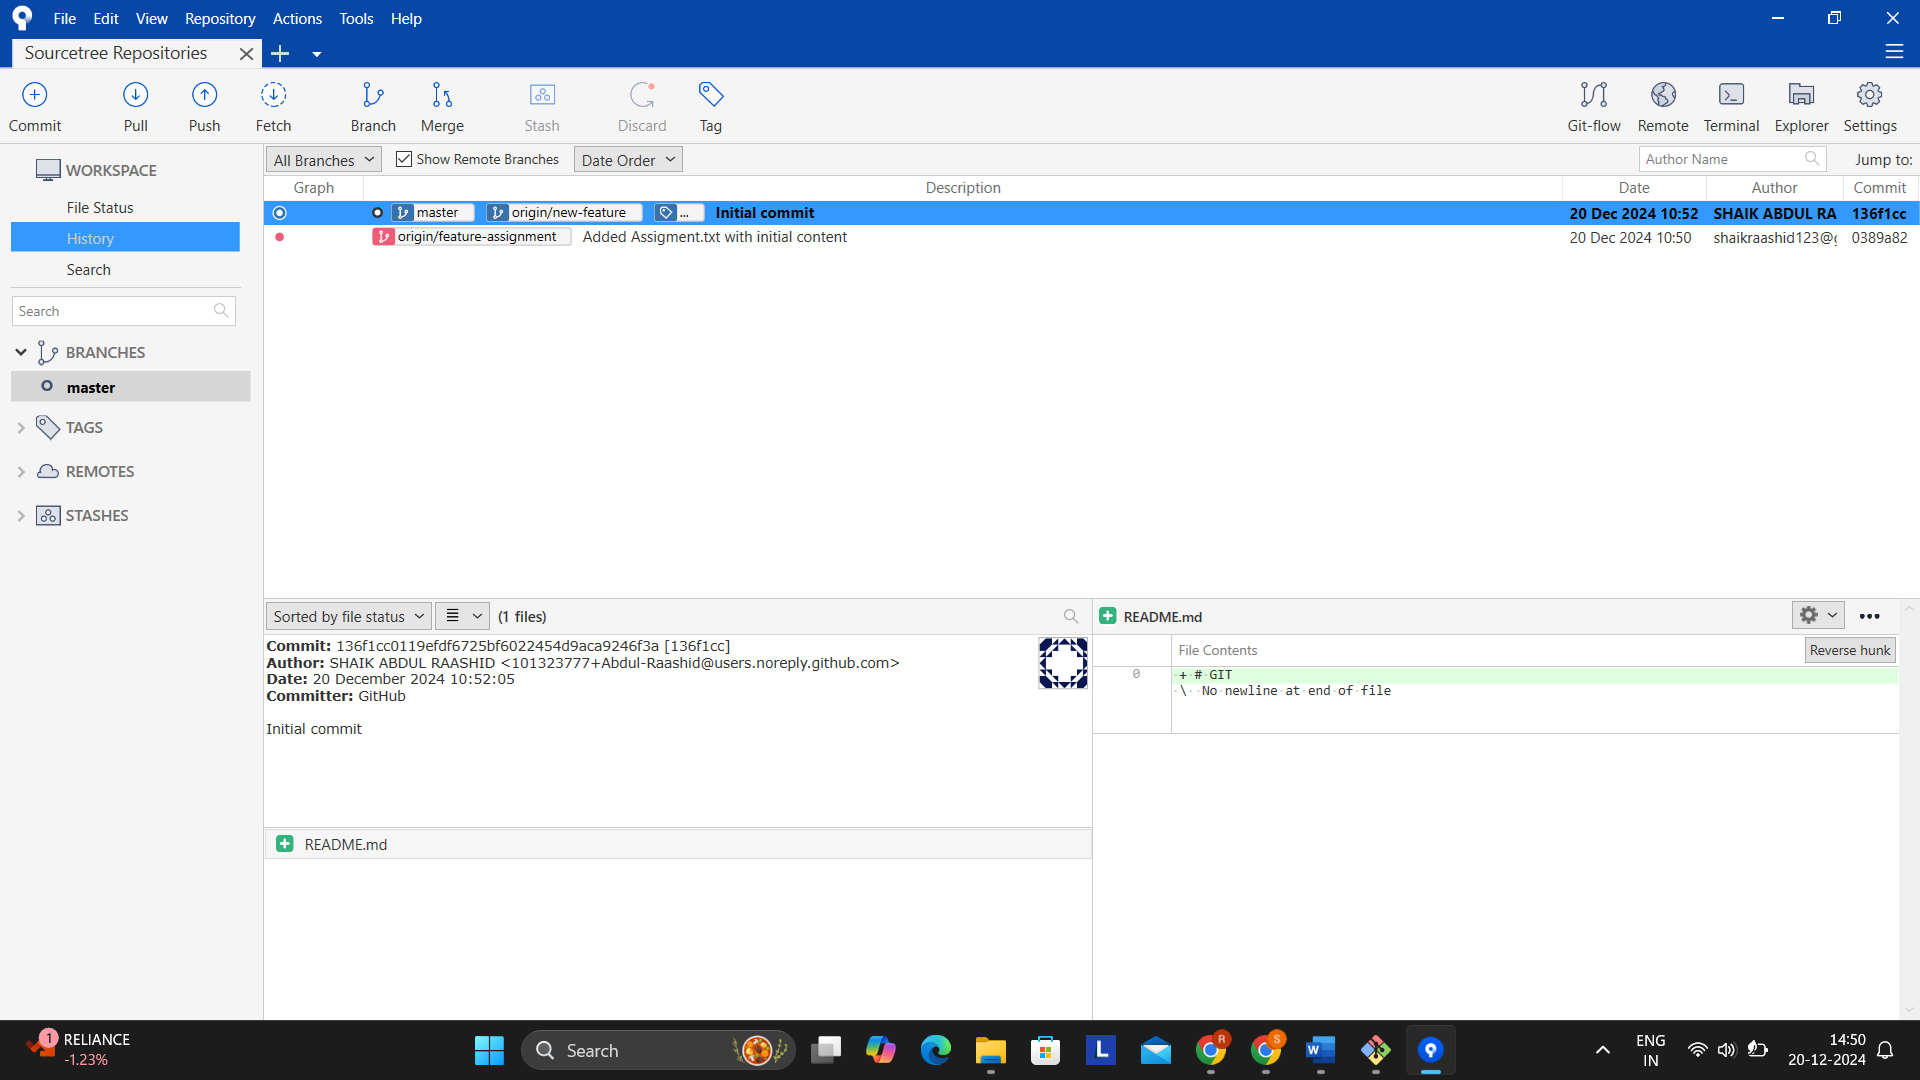 File Edit View Repository Actions Tools Help
Sourcetree Repositories
Commit Pull Push Fetch Branch Merge Stash Discard Tag Git-flow Remote Terminal Explorer Settings
WORKSPACE
File Status
History
Search
Search
BRANCHES
master
TAGS
REMOTES
STASHES
All Branches Show Remote Branches Date Order Author Name Jump to:
Graph Description Date Author Commit
master origin/new-feature ... Initial commit 20 Dec 2024 10:52 SHAIK ABDUL RA 136f1cc
origin/feature-assignment Added Assigment.txt with initial content 20 Dec 2024 10:50 shaikraashid123@g 0389a82
Sorted by file status (1 files)
Commit: 136f1cc0119efdf6725bf6022454d9aca9246f3a [136f1cc]
Author: SHAIK ABDUL RAASHID <101323777+Abdul-Raashid@users.noreply.github.com>
Date: 20 December 2024 10:52:05
Committer: GitHub
Initial commit
README.md
README.md
File Contents Reverse hunk
0 + # GIT
\ No newline at end of file
1 RELIANCE
-1.23%
Search
L
R
S
W
ENG
IN
14:50
20-12-2024